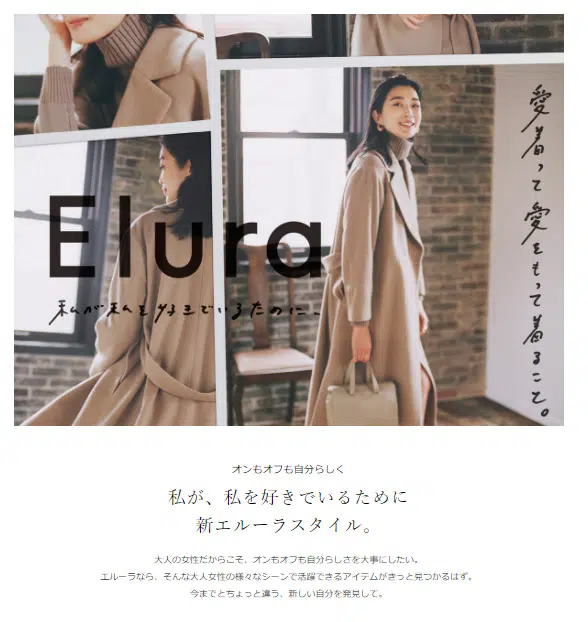 Elura
私が私を好きでいるために、
愛着って愛をもって着ること。
オンもオフも自分らしく
私が、私を好きでいるために
新エルーラスタイル。
大人の女性だからこそ、オンもオフも自分らしさを大事にしたい。
エルーラなら、そんな大人女性の様々なシーンで活躍できるアイテムがきっと見つかるはず。
今までとちょっと違う、新しい自分を発見して。